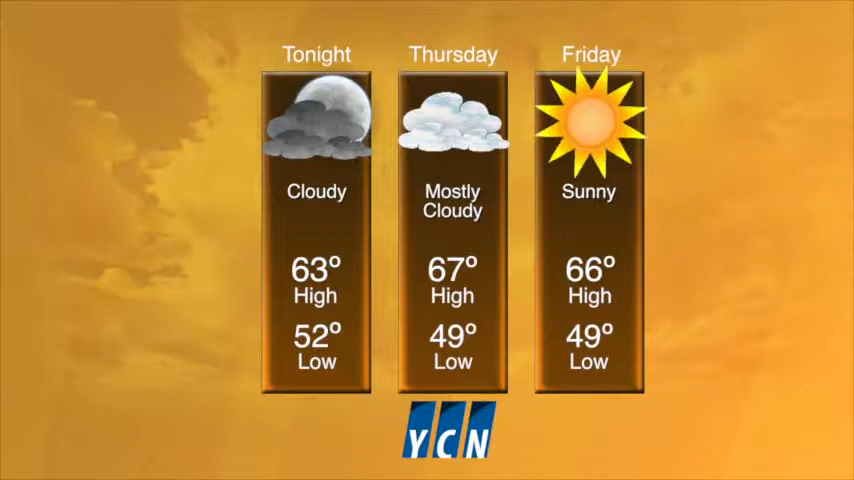 Tonight
Thursday
Friday
Cloudy
Mostly
Cloudy
Sunny
63º
High
67º
High
66º
High
52º
Low
49º
Low
49º
Low
YCN